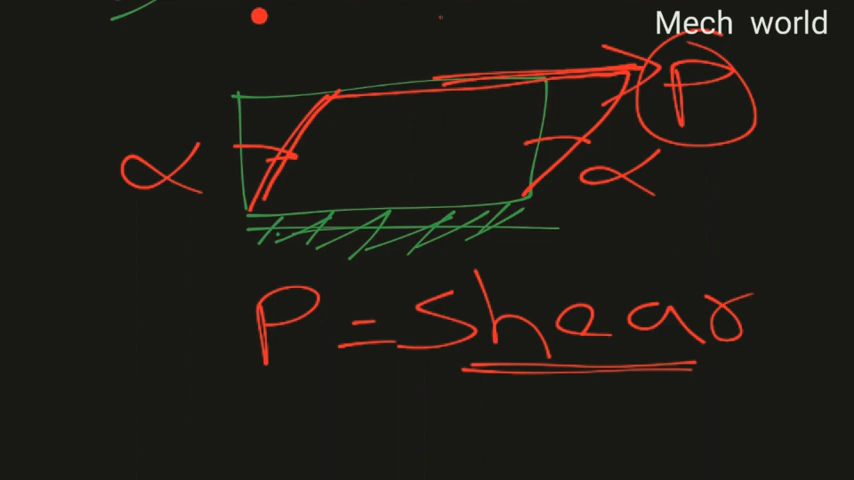 Mech world
P
α α
P = Shear